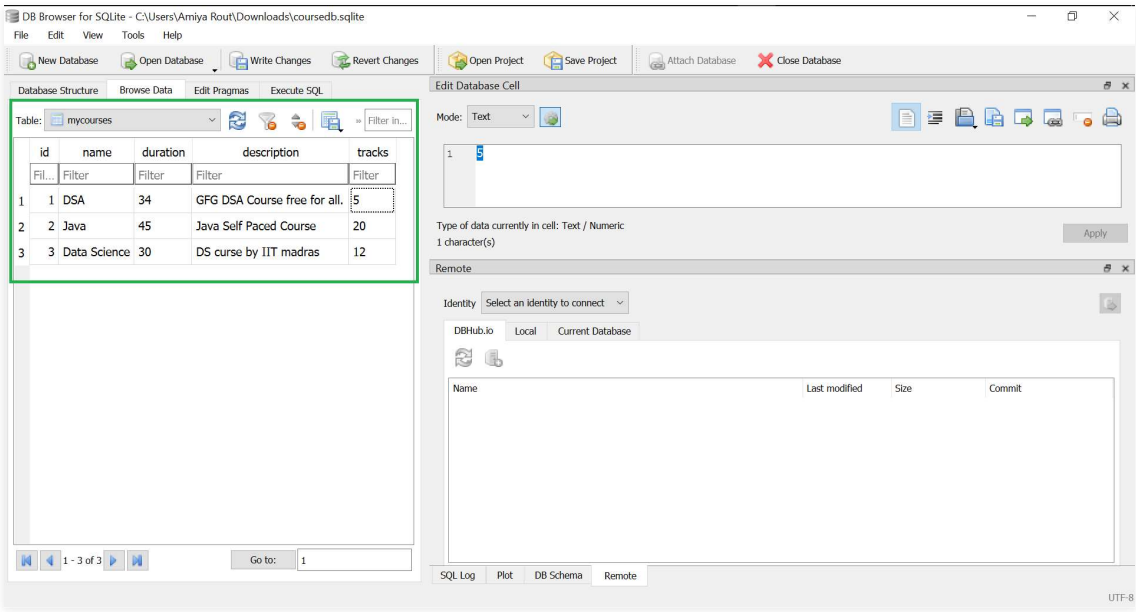 DB Browser for SQLite - C:\Users\Amiya Rout\Downloads\coursedb.sqlite
File Edit View Tools Help
New Database Open Database Write Changes Revert Changes Open Project Save Project Attach Database Close Database
Database Structure Browse Data Edit Pragmas Execute SQL
Table: mycourses » Filter in...
id name duration description tracks
Fil... Filter Filter Filter Filter
1 1 DSA 34 GFG DSA Course free for all. 5
2 2 Java 45 Java Self Paced Course 20
3 3 Data Science 30 DS curse by IIT madras 12
1 - 3 of 3 Go to: 1
Edit Database Cell
Mode: Text
1 5
Type of data currently in cell: Text / Numeric
1 character(s)
Apply
Remote
Identity Select an identity to connect
DBHub.io Local Current Database
Name Last modified Size Commit
SQL Log Plot DB Schema Remote
UTF-8